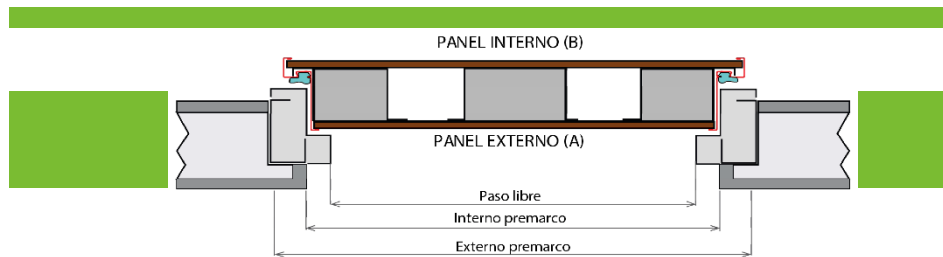 PANEL INTERNO (B)
PANEL EXTERNO (A)
Paso libre
Interno premarco
Externo premarco